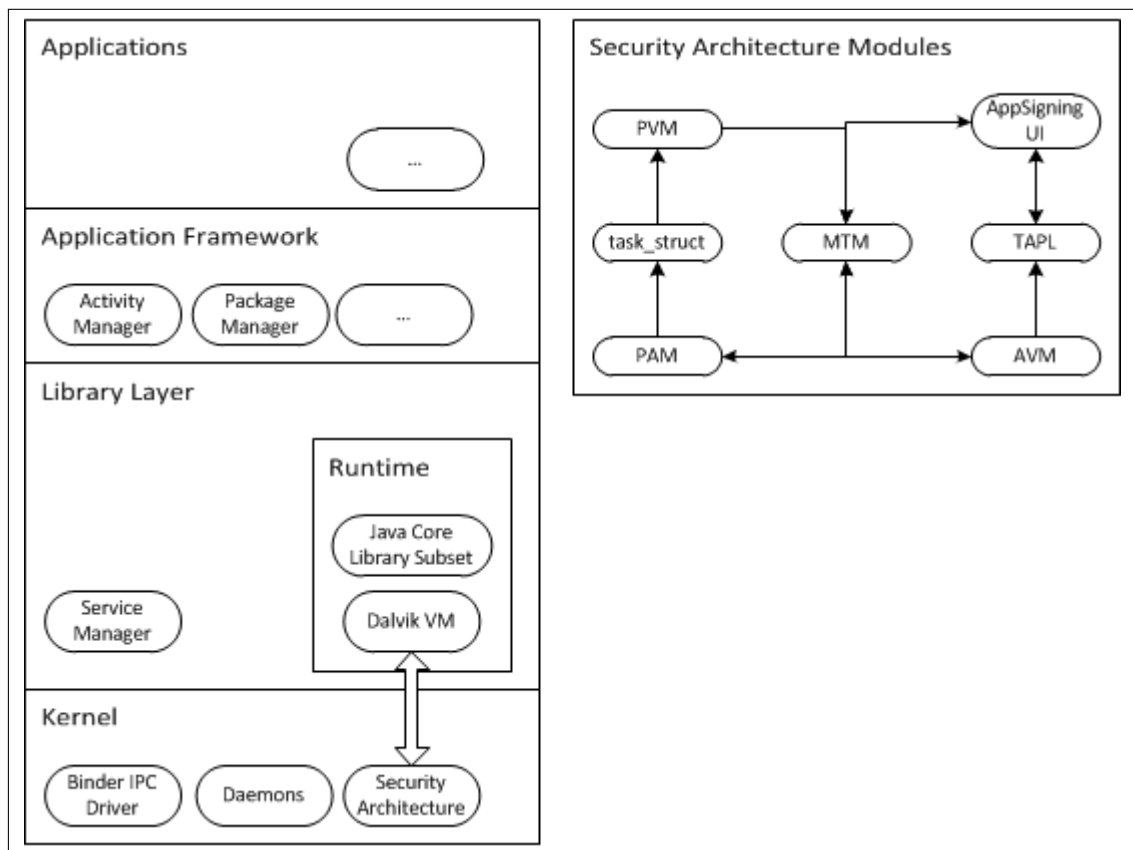 Applications
...
Application Framework
Activity
Manager
Package
Manager
...
Library Layer
Runtime
Java Core
Library Subset
Service
Manager
Dalvik VM
Kernel
Binder IPC
Driver
Daemons
Security
Architecture
Security Architecture Modules
PVM
AppSigning
UI
task_struct
MTM
TAPL
PAM
AVM